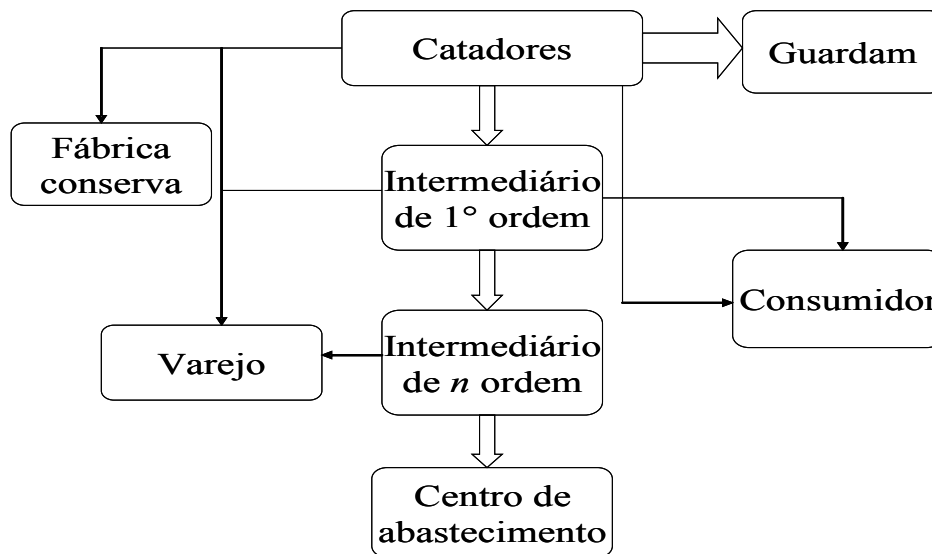 Catadores
Guardam
Fábrica
conserva
Intermediário
de 1° ordem
Consumidor
Varejo
Intermediário
de n ordem
Centro de
abastecimento